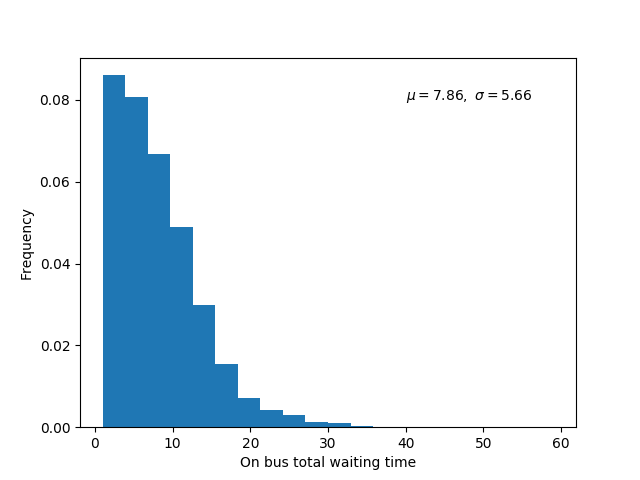 μ = 7.86, σ = 5.66
0.08
0.06
0.04
0.02
0.00
Frequency
0 10 20 30 40 50 60
On bus total waiting time